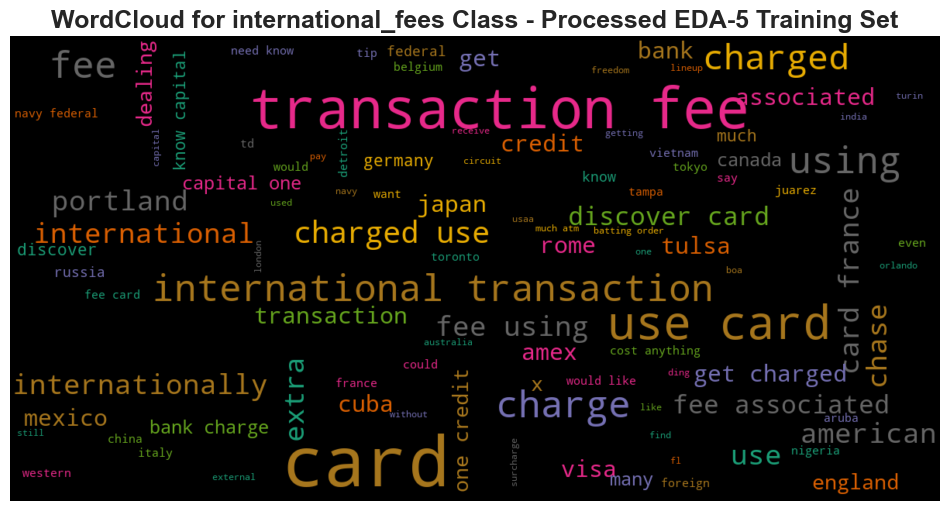 WordCloud for international_fees Class - Processed EDA-5 Training Set
fee
dealing
know capital
need know
tip
federal
belgium
get
bank
charged
freedom
lineup
navy federal
transaction fee
associated
turin
india
capital
td
would
pay
detroit
germany
receive
circuit
credit
getting
vietnam
much
canada
tokyo
using
know
say
capital one
used
navy
want
japan
tampa
juarez
portland
usaa
discover card
international
charged use
much atm
batting order
rome
one
tulsa
card france
even
discover
london
toronto
orlando
russia
boa
fee card
international transaction
transaction
fee using
use card
chase
australia
amex
cost anything
internationally
extra
france
could
one credit
x
would like
ding
get charged
mexico
cuba
without
charge
like
fee associated
aruba
bank charge
still
china
italy
surcharge
find
american
western
external
card
visa
many
fl
foreign
use
nigeria
england